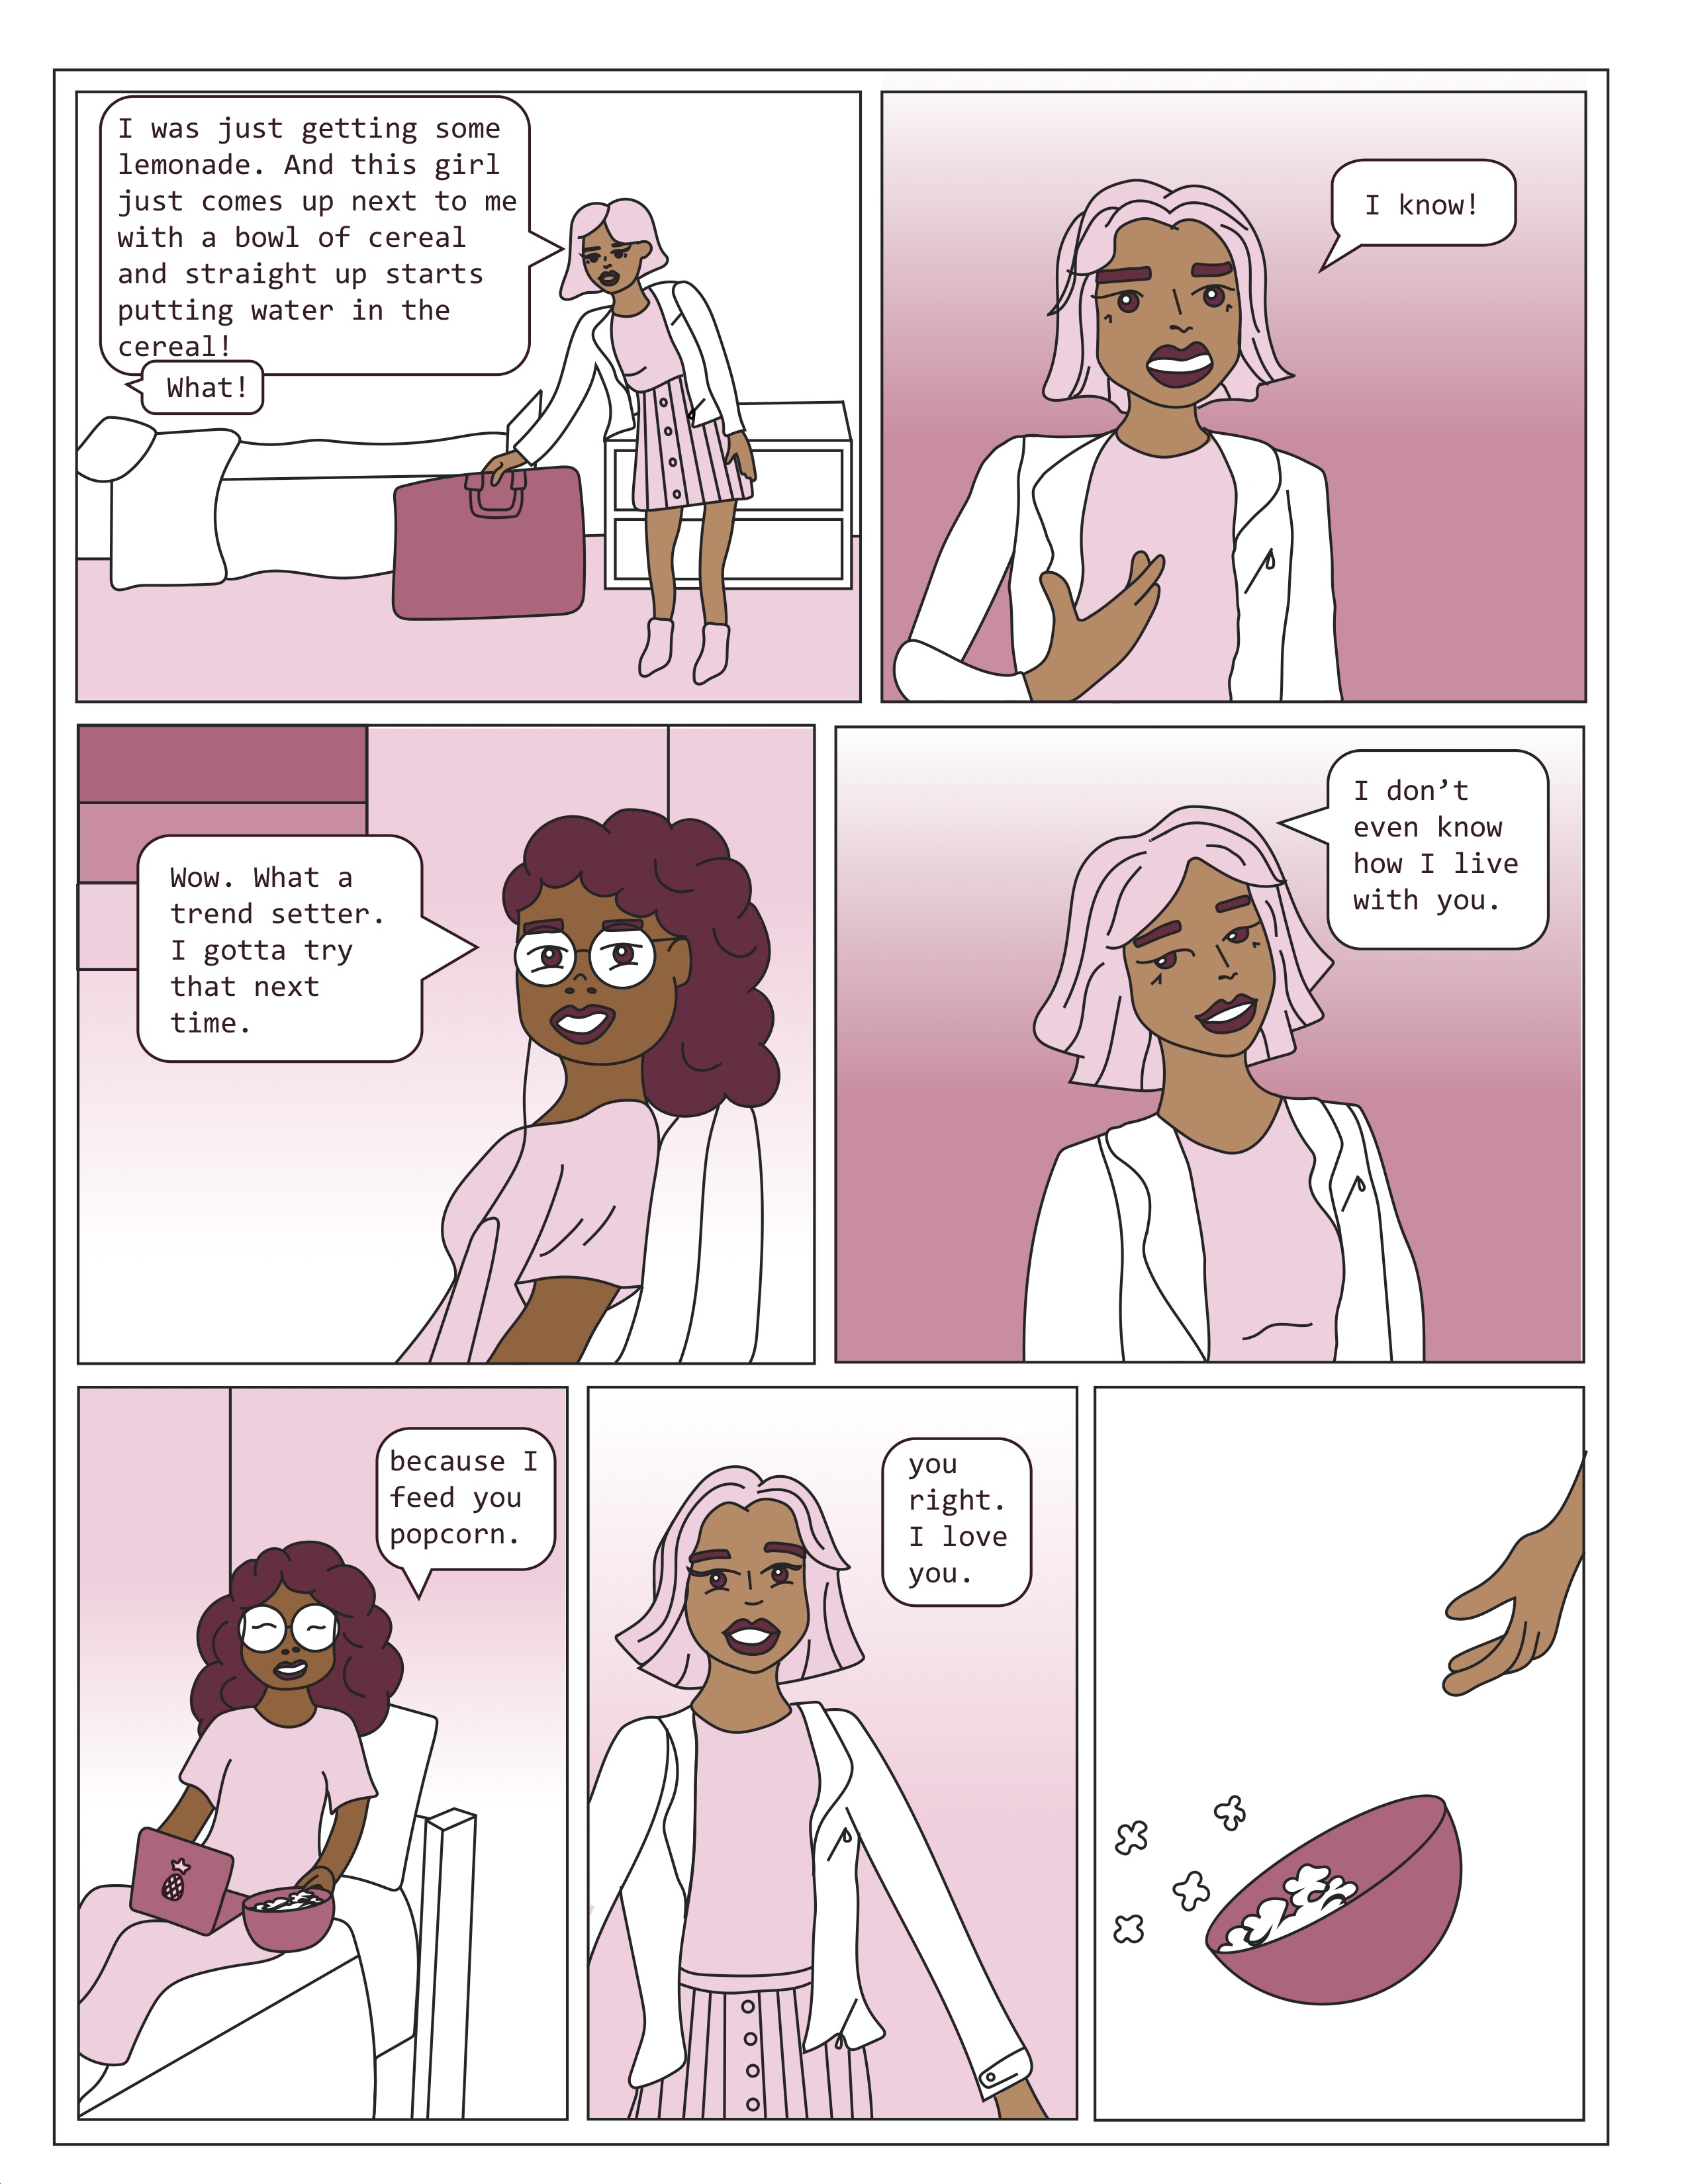 I was just getting some
lemonade. And this girl
just comes up next to me
with a bowl of cereal
and straight up starts
putting water in the
cereal!
What!
I know!
Wow. What a
trend setter.
I gotta try
that next
time.
I don’t
even know
how I live
with you.
because I
feed you
popcorn.
you
right.
I love
you.